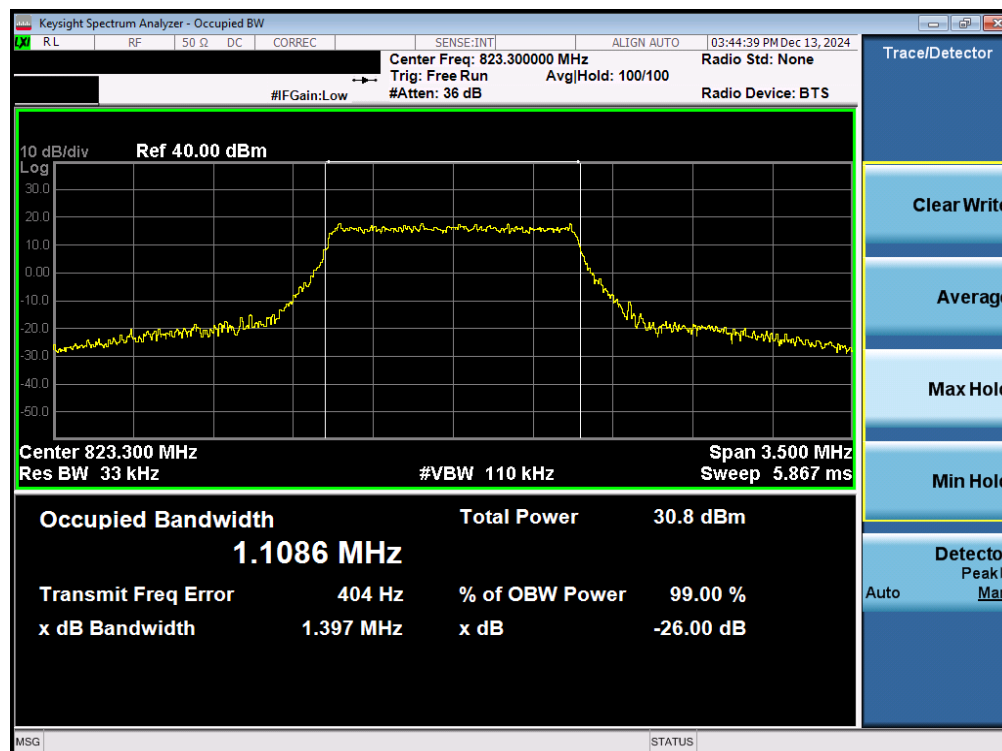 Keysight Spectrum Analyzer - Occupied BW
LXI RL RF 50 Ω DC CORREC SENSE:INT ALIGN AUTO 03:44:39 PM Dec 13, 2024
Center Freq: 823.300000 MHz Radio Std: None
Trig: Free Run Avg|Hold: 100/100
#IFGain:Low #Atten: 36 dB Radio Device: BTS
Trace/Detector
10 dB/div Ref 40.00 dBm
Log
30.0
20.0
10.0
0.00
-10.0
-20.0
-30.0
-40.0
-50.0
Center 823.300 MHz Span 3.500 MHz
Res BW 33 kHz #VBW 110 kHz Sweep 5.867 ms
Occupied Bandwidth Total Power 30.8 dBm
1.1086 MHz
Transmit Freq Error 404 Hz % of OBW Power 99.00 %
x dB Bandwidth 1.397 MHz x dB -26.00 dB
Clear Write
Average
Max Hold
Min Hold
Detector
Peak
Auto Man
MSG STATUS